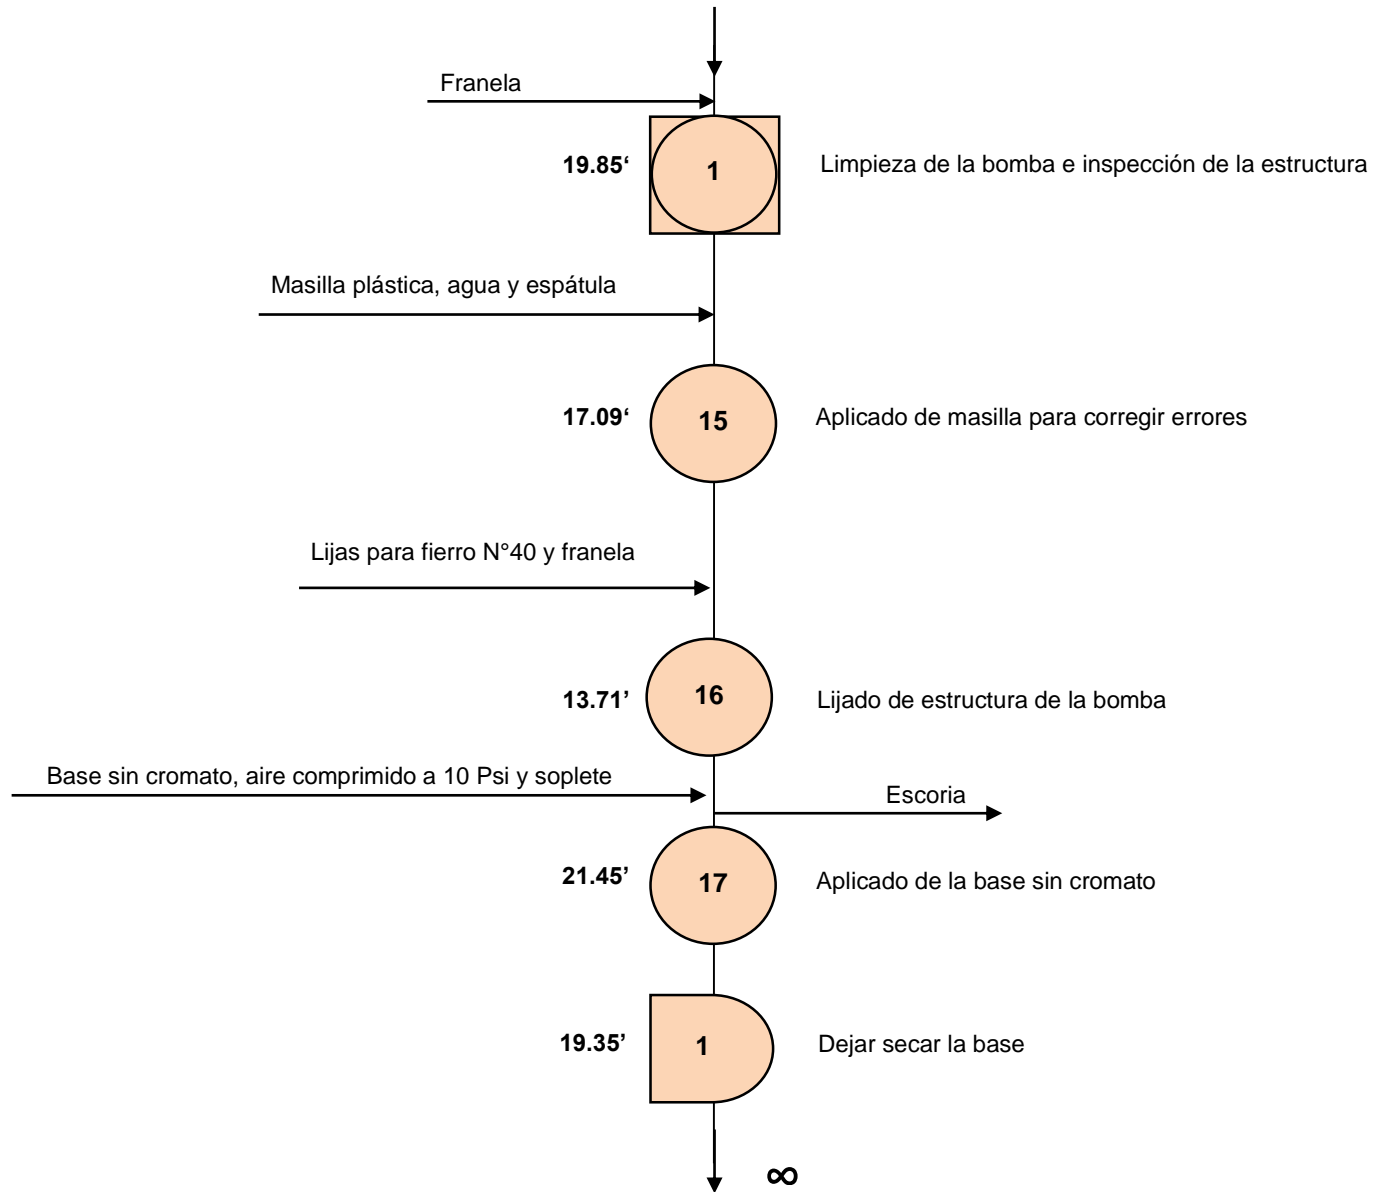 Franela
19.85‘
1
Limpieza de la bomba e inspección de la estructura
Masilla plástica, agua y espátula
17.09‘
15
Aplicado de masilla para corregir errores
Lijas para fierro N°40 y franela
13.71’
16
Lijado de estructura de la bomba
Base sin cromato, aire comprimido a 10 Psi y soplete
Escoria
21.45’
17
Aplicado de la base sin cromato
19.35’
1
Dejar secar la base
∞